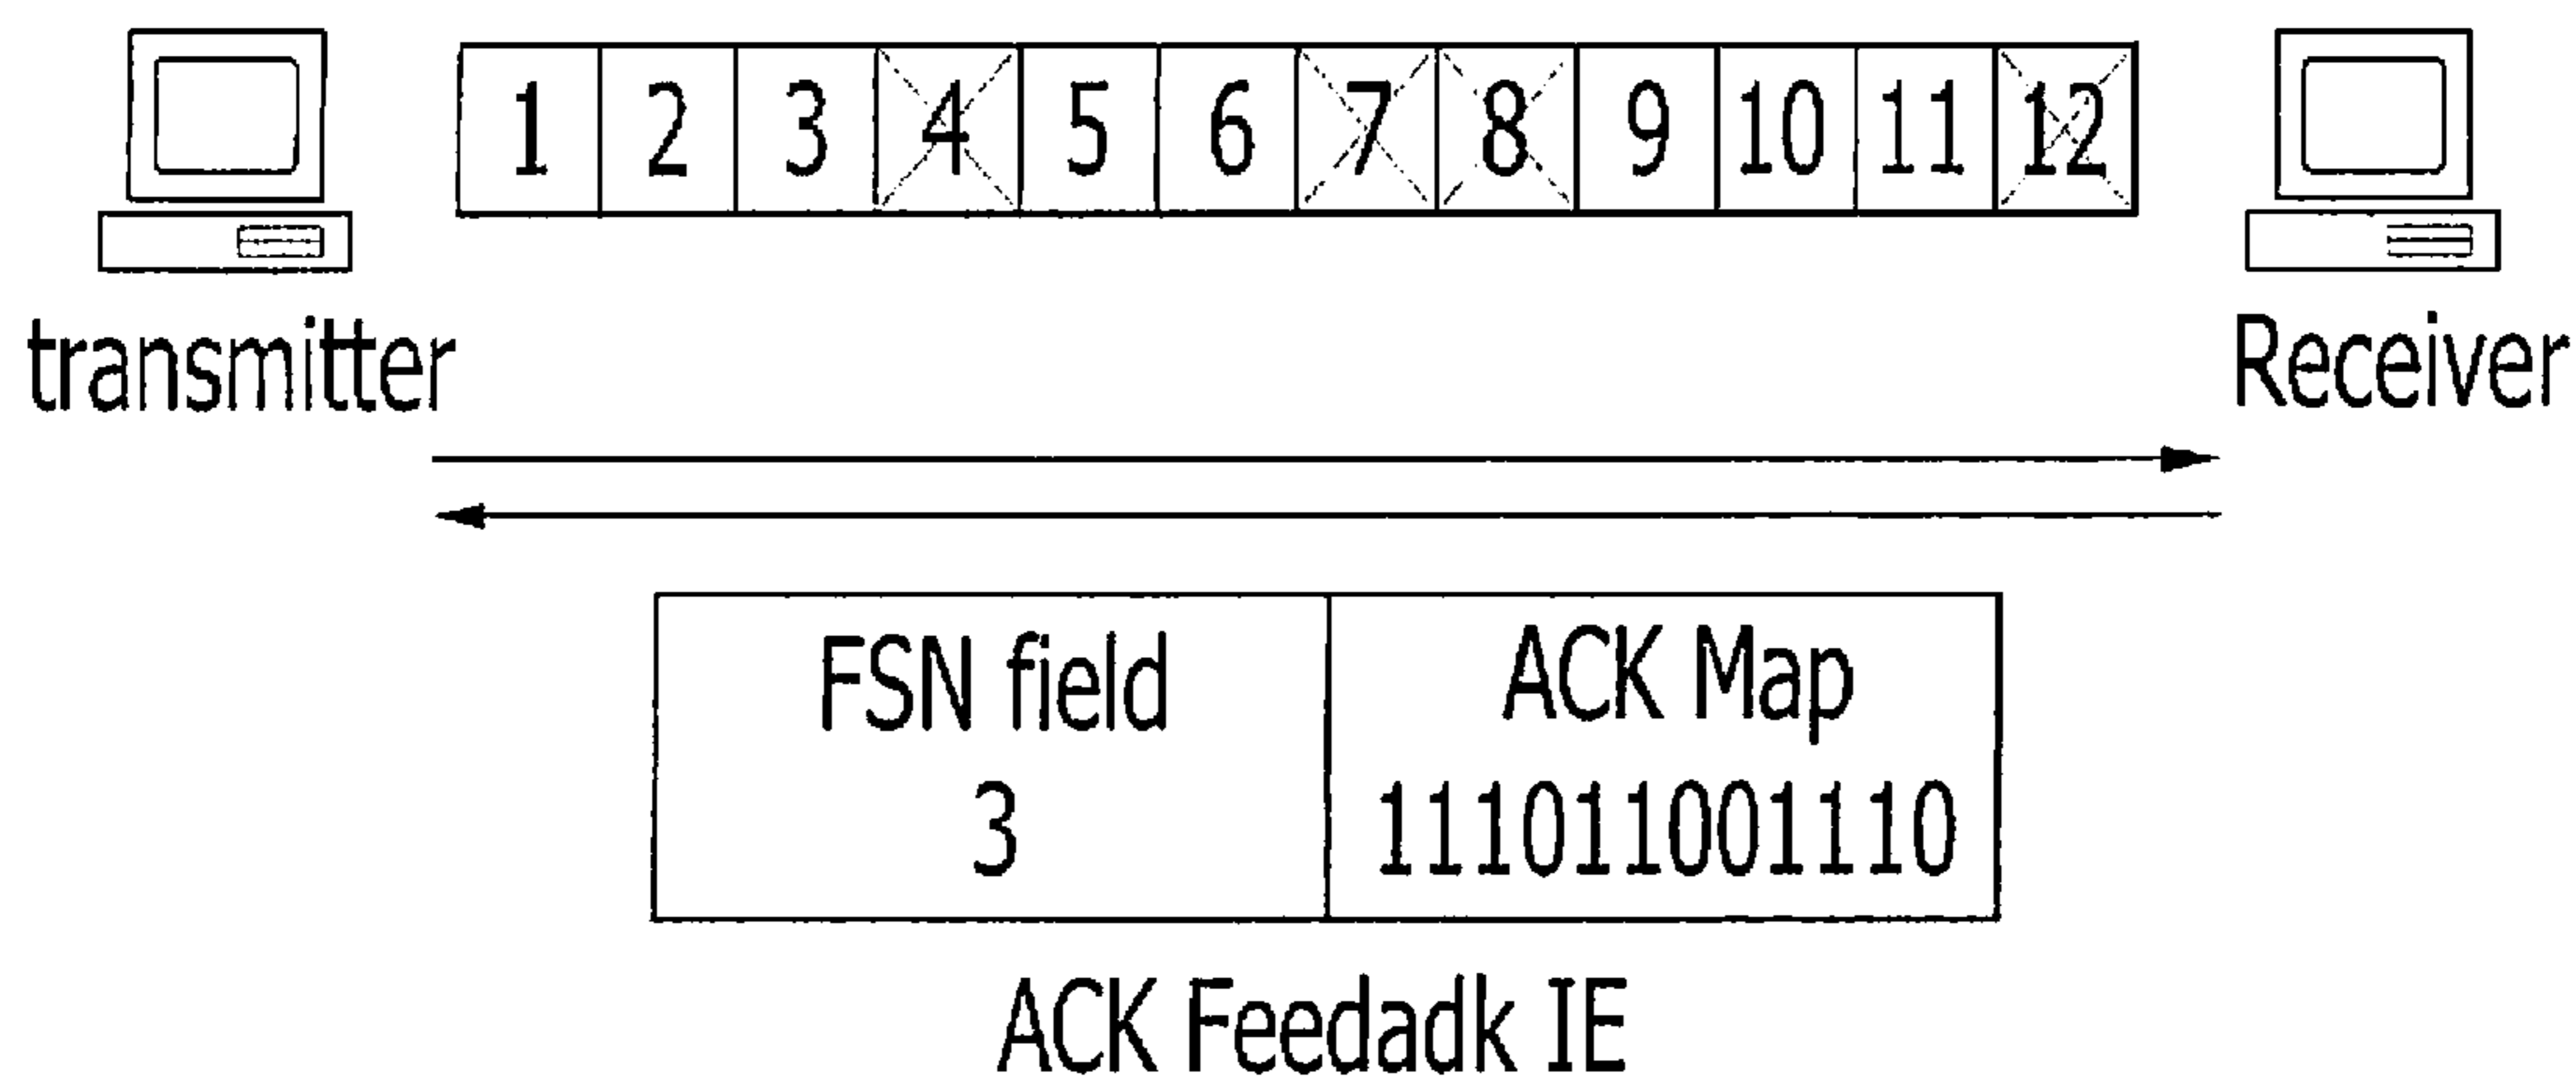 1 2 3 4 5 6 7 8 9 10 11 12
transmitter
Receiver
FSN field
3
ACK Map
111011001110
ACK Feedadk IE